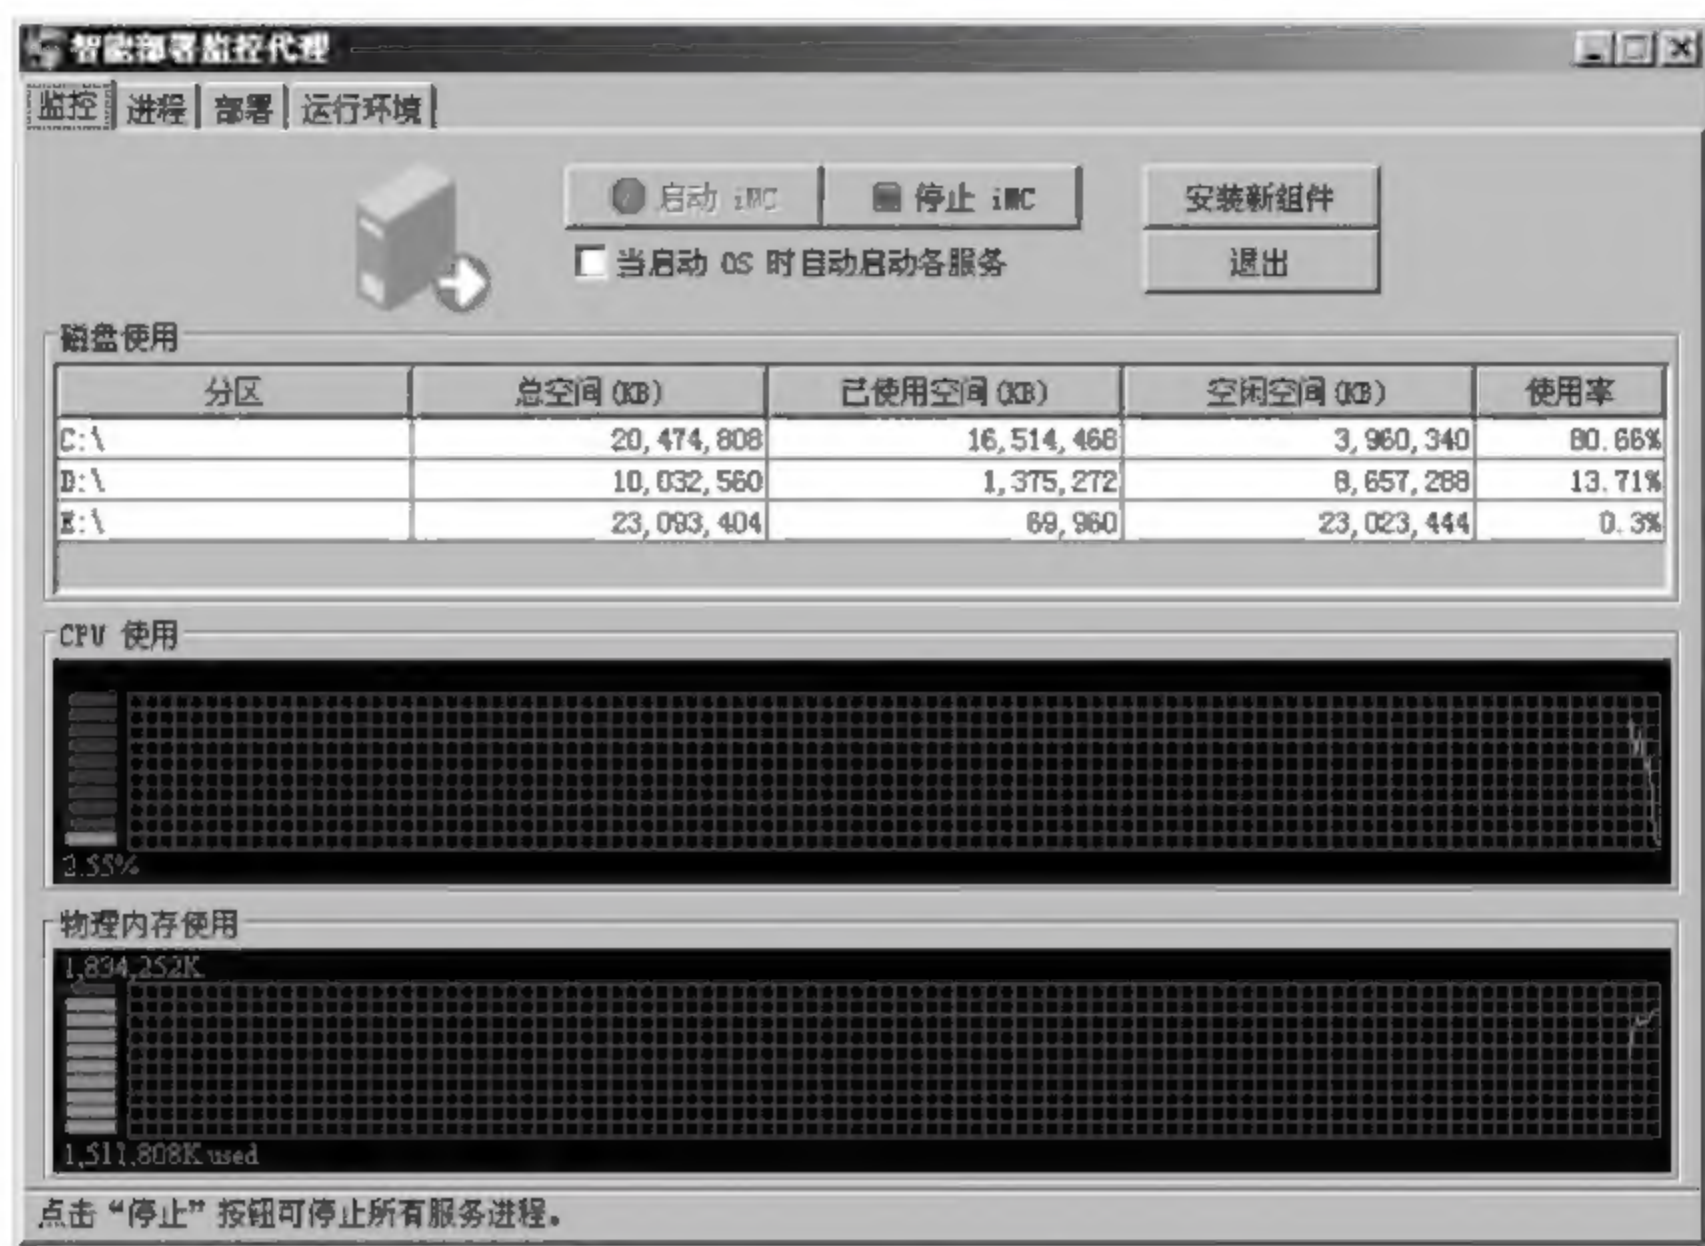 智能部署监控代理
监控 进程 部署 运行环境
启动 iMC 停止 iMC 安装新组件
当启动 OS 时自动启动各服务 退出
磁盘使用
分区 总空间(KB) 已使用空间(KB) 空闲空间(KB) 使用率
C:\ 20,474,808 16,514,468 3,960,340 80.66%
D:\ 10,032,560 1,375,272 8,657,288 13.71%
E:\ 23,093,404 69,960 23,023,444 0.3%
CPU 使用
2.55%
物理内存使用
1,834,252K
1,511,808K used
点击“停止”按钮可停止所有服务进程。